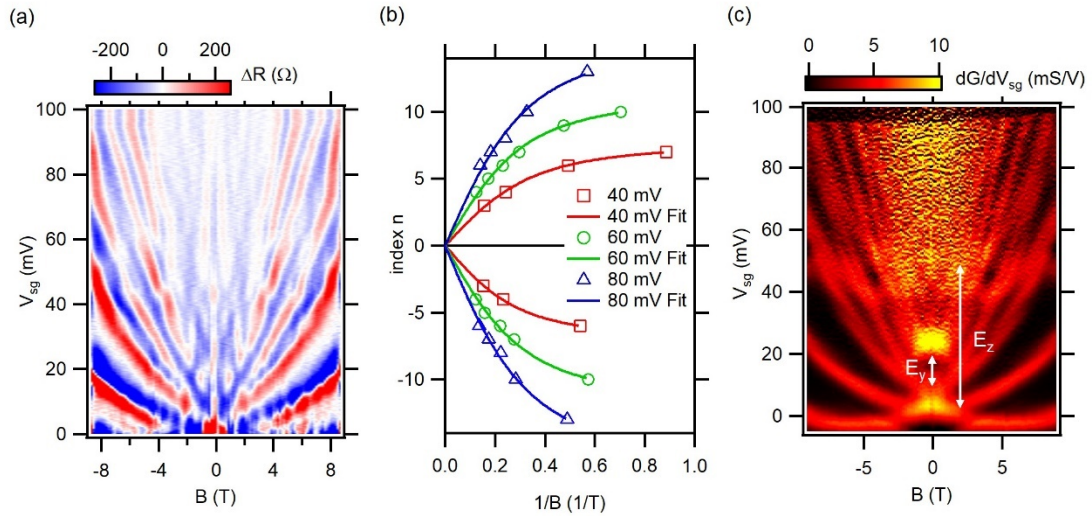 (a)
-200 0 200
ΔR (Ω)
100
80
60
40
20
0
V_sg (mV)
-8 -4 0 4 8
B (T)
(b)
10
5
0
-5
-10
index n
40 mV
40 mV Fit
60 mV
60 mV Fit
80 mV
80 mV Fit
0.0 0.2 0.4 0.6 0.8 1.0
1/B (1/T)
(c)
0 5 10
dG/dV_sg (mS/V)
100
80
60
40
20
0
V_sg (mV)
E_y
E_z
-5 0 5
B (T)